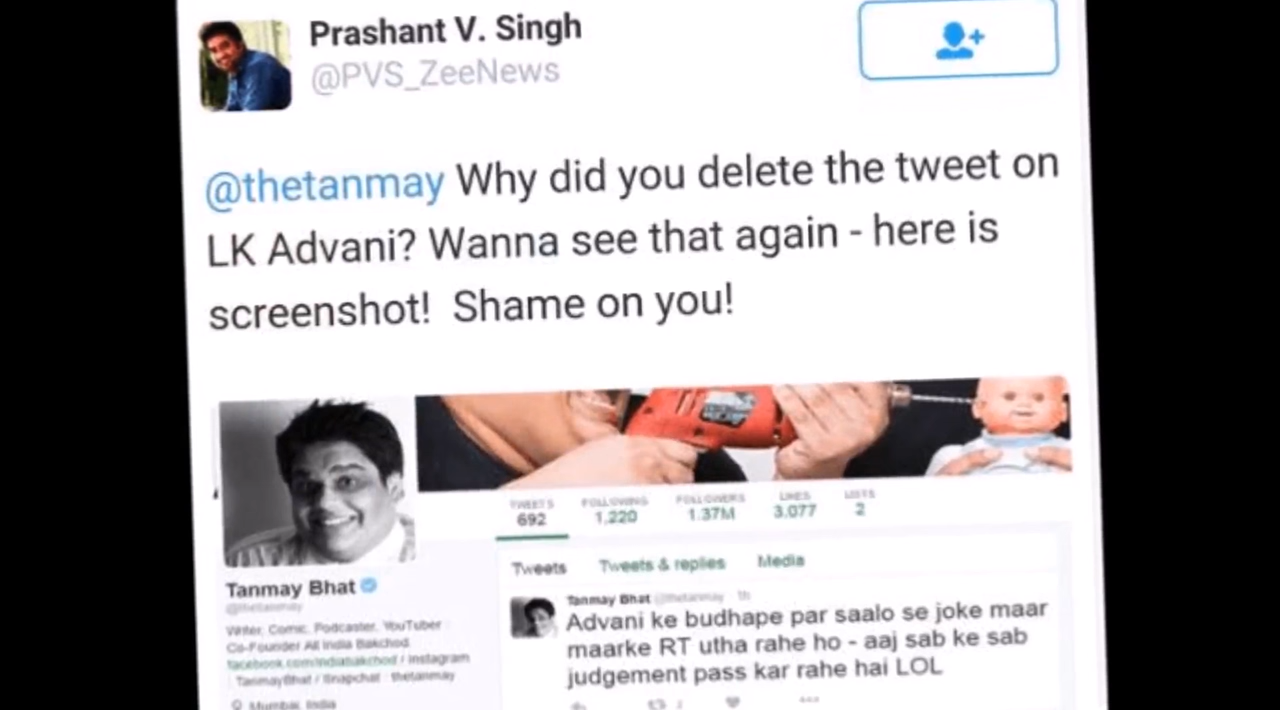 Prashant V. Singh
@PVS_ZeeNews
@thetanmay Why did you delete the tweet on
LK Advani? Wanna see that again - here is
screenshot! Shame on you!
TWEETS FOLLOWING FOLLOWERS LIKES LISTS
692 1,220 1.37M 3,077 2
Tweets Tweets & replies Media
Tanmay Bhat
@thetanmay
Writer, Comic, Podcaster, YouTuber
Co-Founder All India Bakchod
facebook.com/indiabakchod / instagram
: TanmayBhat / Snapchat : thetanmay
Mumbai, India
Tanmay Bhat @thetanmay · 1h
Advani ke budhape par saalo se joke maar
maarke RT utha rahe ho - aaj sab ke sab
judgement pass kar rahe hai LOL